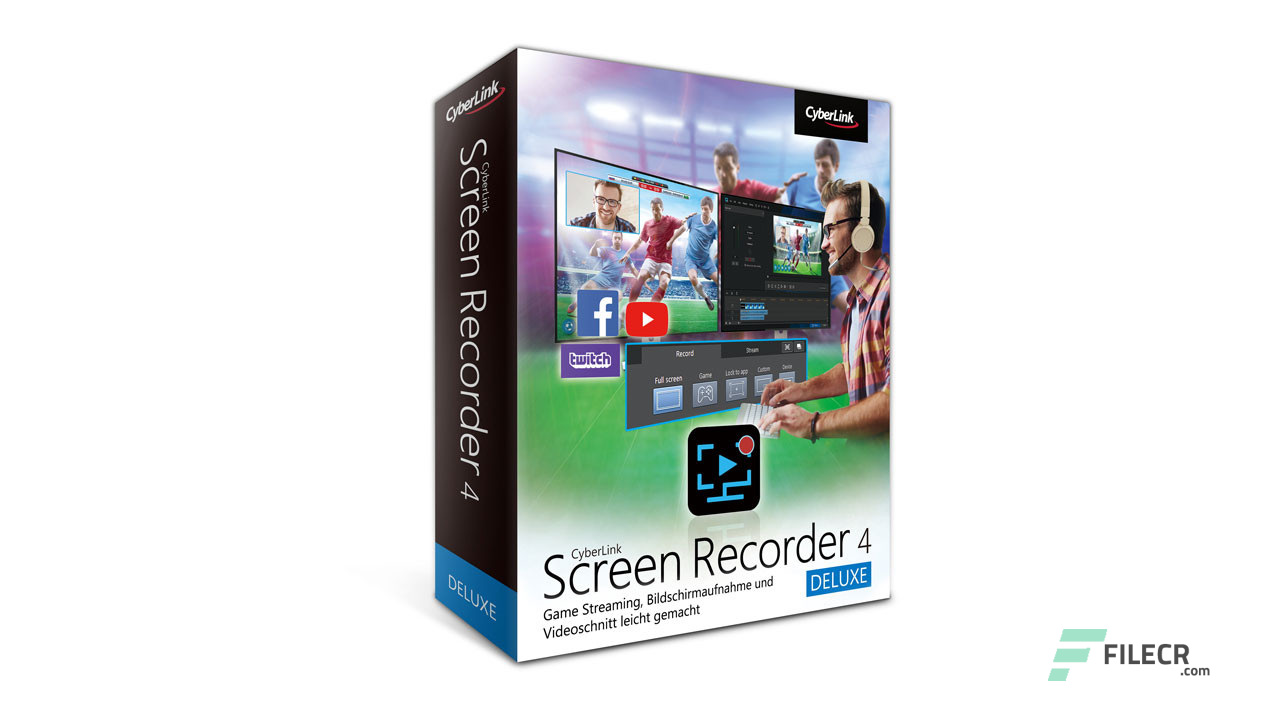 CyberLink
CyberLink
Screen Recorder 4
DELUXE
CyberLink
twitch
Record
Stream
Full screen
Game
Lock to app
Custom
Device
CyberLink
Screen Recorder 4
DELUXE
Game Streaming, Bildschirmaufnahme und
Videoschnitt leicht gemacht
FILECR
.com